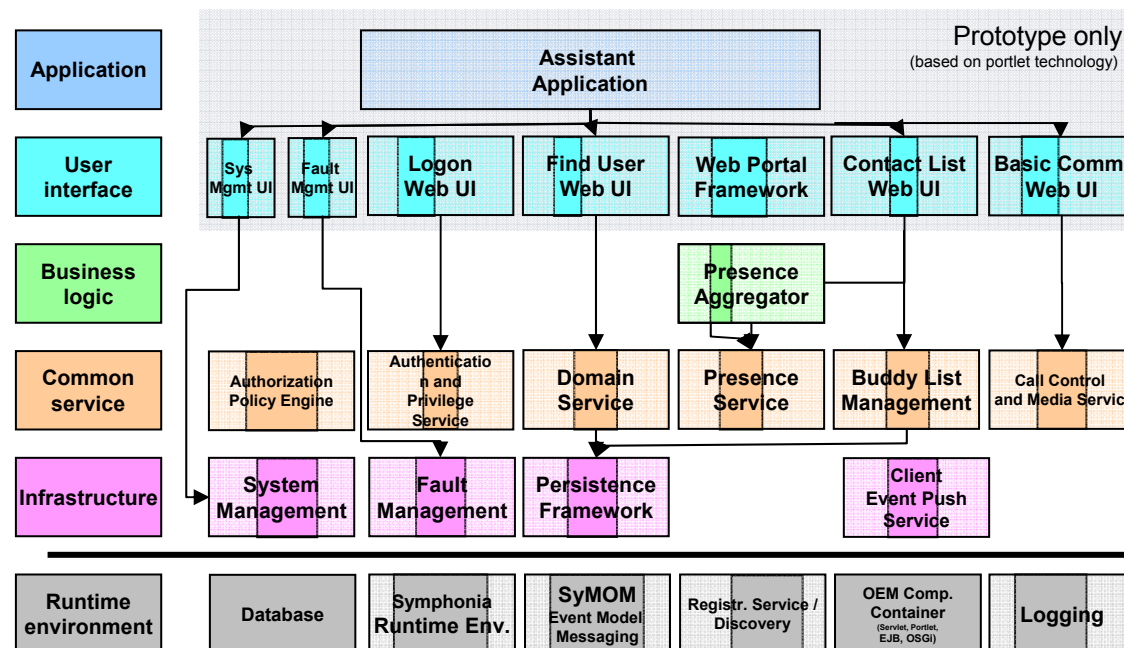 Prototype only
(based on portlet technology)
Application
Assistant
Application
User
interface
Sys
Mgmt UI
Fault
Mgmt UI
Logon
Web UI
Find User
Web UI
Web Portal
Framework
Contact List
Web UI
Basic Comm
Web UI
Business
logic
Presence
Aggregator
Common
service
Authorization
Policy Engine
Authenticatio
n and
Privilege
Service
Domain
Service
Presence
Service
Buddy List
Management
Call Control
and Media Servic
Infrastructure
System
Management
Fault
Management
Persistence
Framework
Client
Event Push
Service
Runtime
environment
Database
Symphonia
Runtime Env.
SyMOM
Event Model
Messaging
Registr. Service /
Discovery
OEM Comp.
Container
(Servlet, Portlet,
EJB, OSGi)
Logging